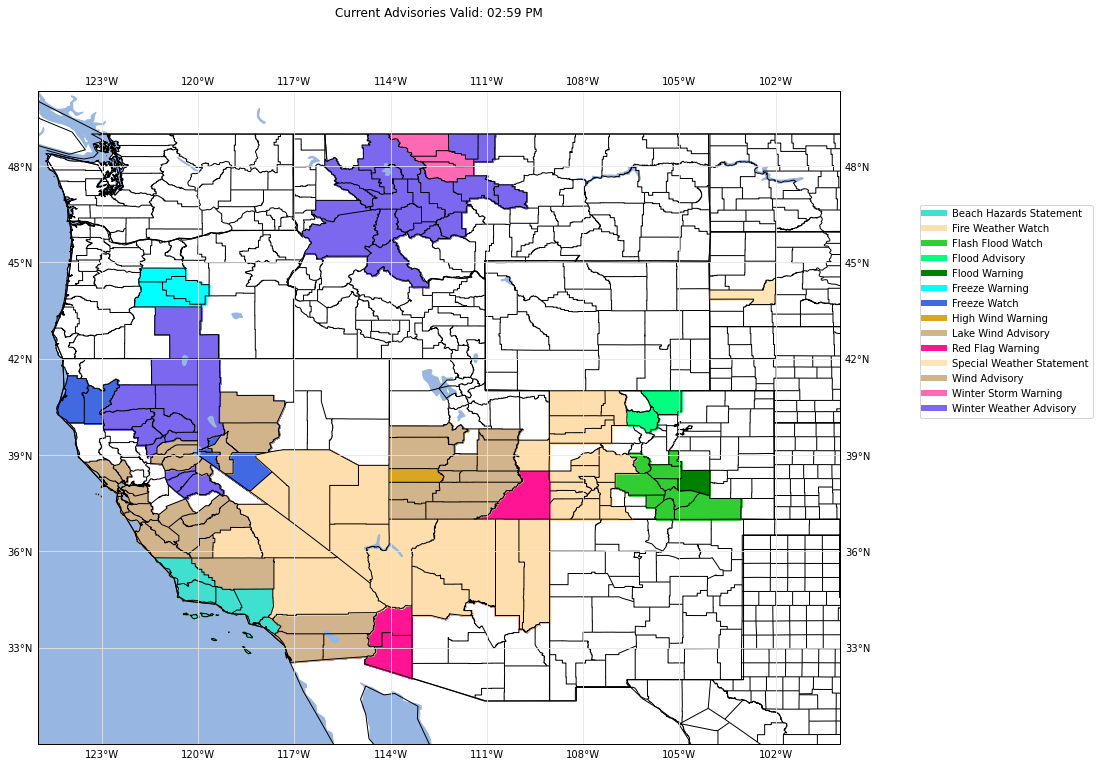 Current Advisories Valid: 02:59 PM
123°W 120°W 117°W 114°W 111°W 108°W 105°W 102°W
48°N 48°N
45°N 45°N
42°N 42°N
39°N 39°N
36°N 36°N
33°N 33°N
123°W 120°W 117°W 114°W 111°W 108°W 105°W 102°W
Beach Hazards Statement
Fire Weather Watch
Flash Flood Watch
Flood Advisory
Flood Warning
Freeze Warning
Freeze Watch
High Wind Warning
Lake Wind Advisory
Red Flag Warning
Special Weather Statement
Wind Advisory
Winter Storm Warning
Winter Weather Advisory